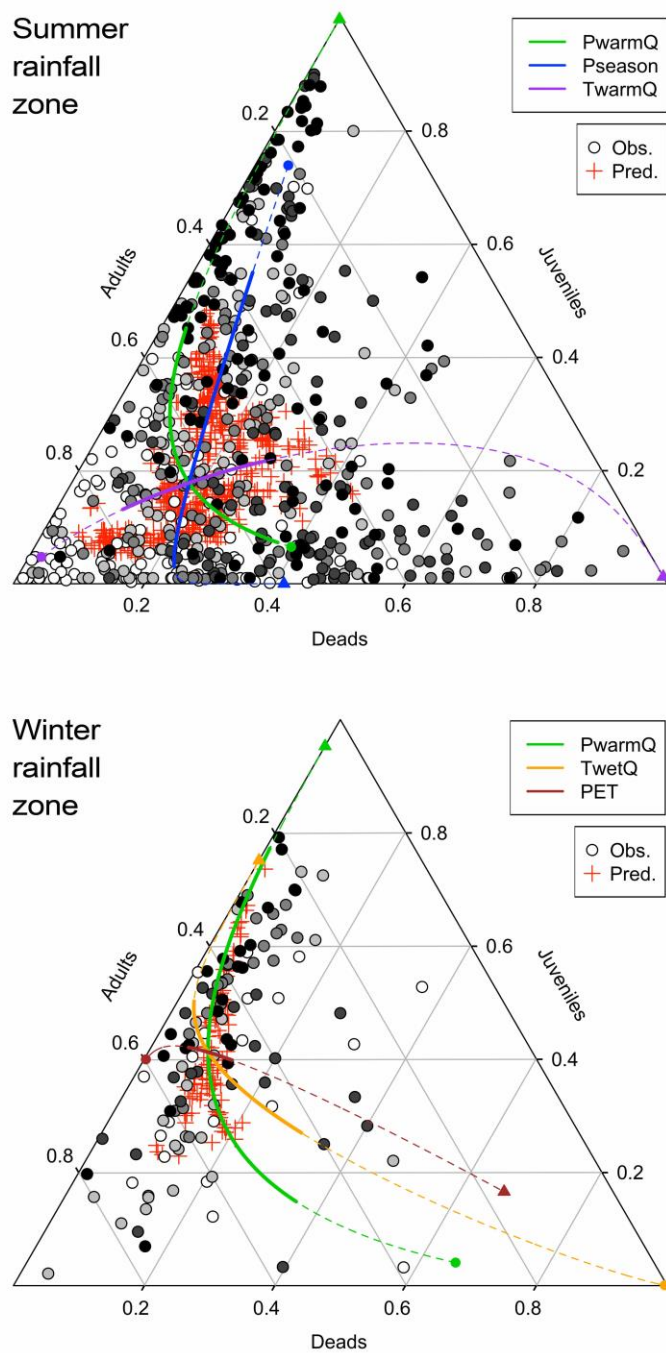 Summer
rainfall
zone
PwarmQ
Pseason
TwarmQ
Obs.
Pred.
0.2
0.4
0.6
0.8
Adults
0.8
0.6
0.4
0.2
Juveniles
0.2
0.4
0.6
0.8
Deads
Winter
rainfall
zone
PwarmQ
TwetQ
PET
Obs.
Pred.
0.2
0.4
0.6
0.8
Adults
0.8
0.6
0.4
0.2
Juveniles
0.2
0.4
0.6
0.8
Deads